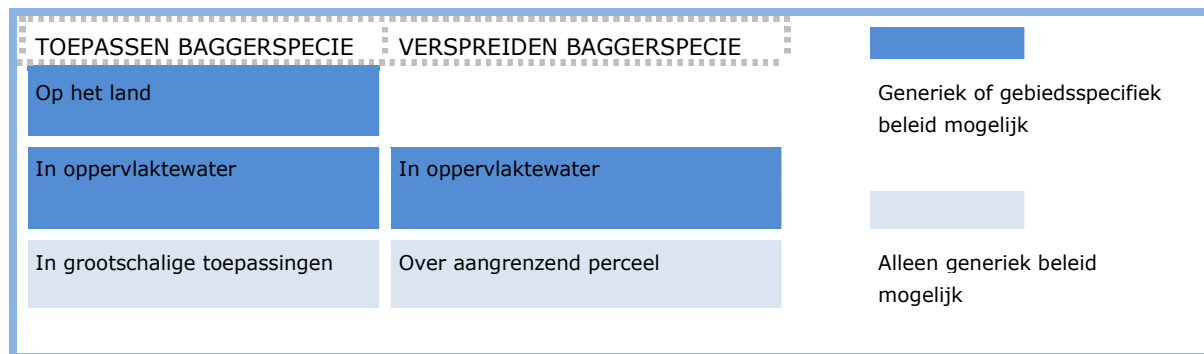 TOEPASSEN BAGGERSPECIE
VERSPREIDEN BAGGERSPECIE
Op het land
Generiek of gebiedsspecifiek
beleid mogelijk
In oppervlaktewater
In oppervlaktewater
In grootschalige toepassingen
Over aangrenzend perceel
Alleen generiek beleid
mogelijk